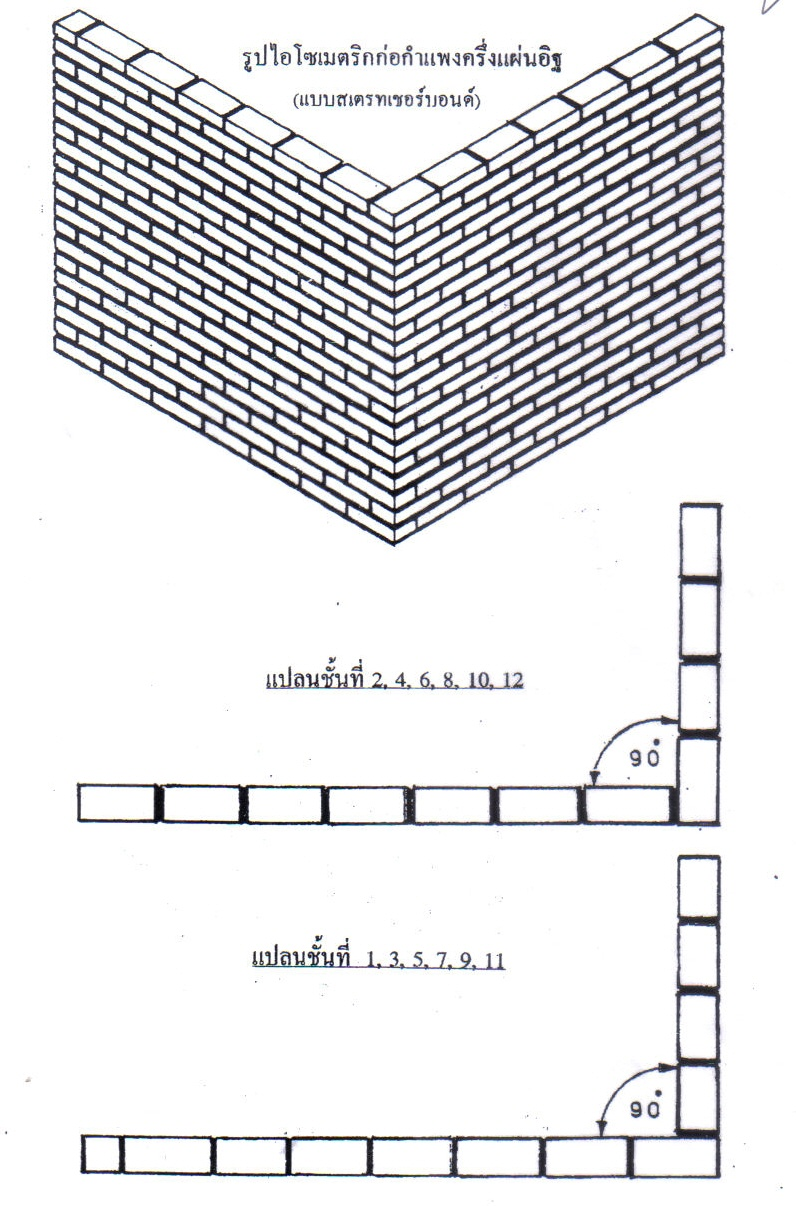 รูปไอโซเมตริกก่อกำแพงครึ่งแผ่นอิฐ
(แบบสเตรทเชอร์บอนด์)
แปลนชั้นที่ 2, 4, 6, 8, 10, 12
90°
แปลนชั้นที่ 1, 3, 5, 7, 9, 11
90°